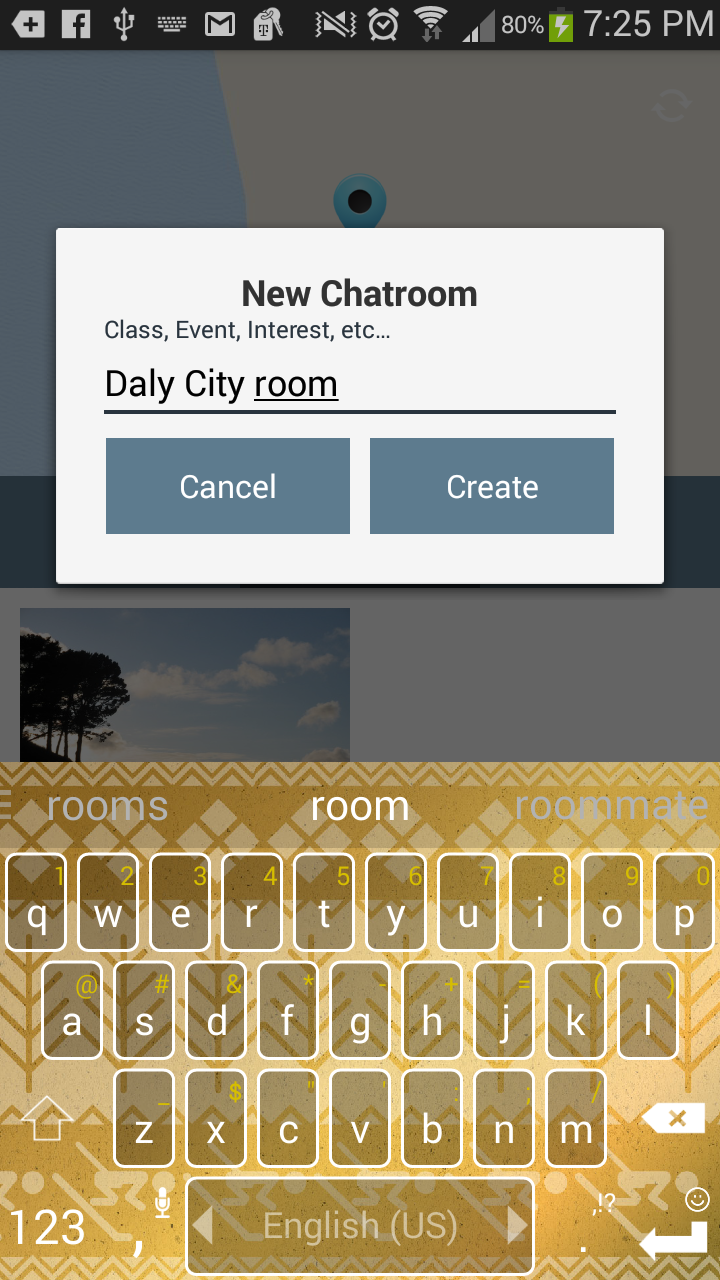 80% 7:25 PM
New Chatroom
Class, Event, Interest, etc...
Daly City room
Cancel Create
rooms room roommate
1 2 3 4 5 6 7 8 9 0
q w e r t y u i o p
@ # & * - + = ( )
a s d f g h j k l
_ $ " ' : ; /
z x c v b n m
,!?
123 , English (US) .